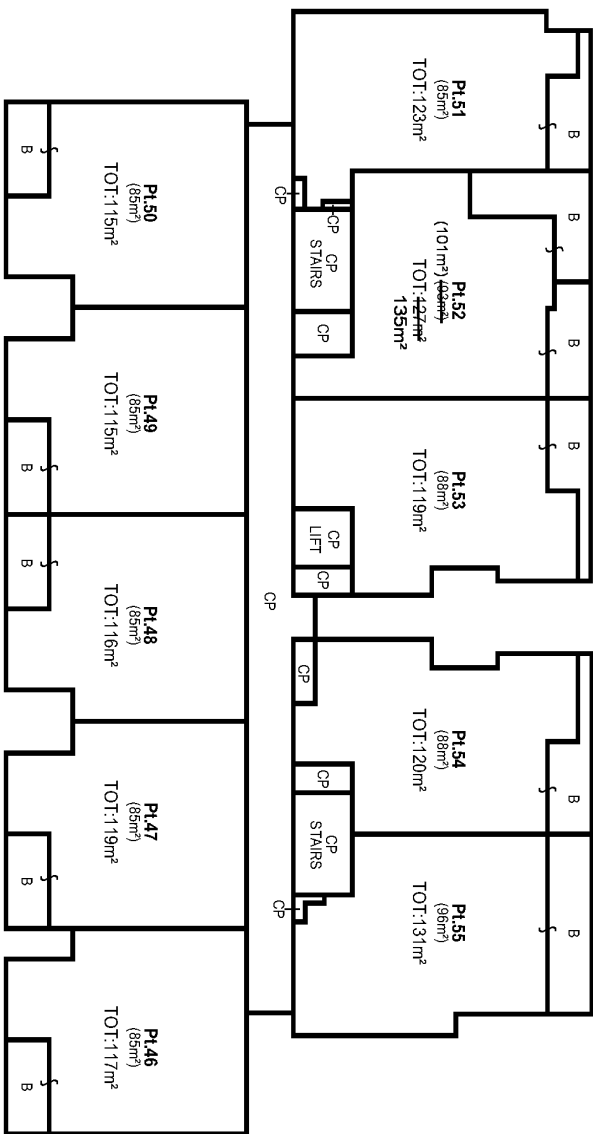 B
B
B
B
B
B
Pt.51
(85m²)
TOT:123m²
Pt.52
(101m²) (93m²)
TOT:127m²
135m²
Pt.53
(88m²)
TOT:119m²
Pt.54
(88m²)
TOT:120m²
Pt.55
(96m²)
TOT:131m²
CP
CP
CP
STAIRS
CP
CP
LIFT
CP
CP
CP
CP
STAIRS
CP
CP
Pt.50
(85m²)
TOT:115m²
Pt.49
(85m²)
TOT:115m²
Pt.48
(85m²)
TOT:116m²
Pt.47
(85m²)
TOT:119m²
Pt.46
(85m²)
TOT:117m²
B
B
B
B
B